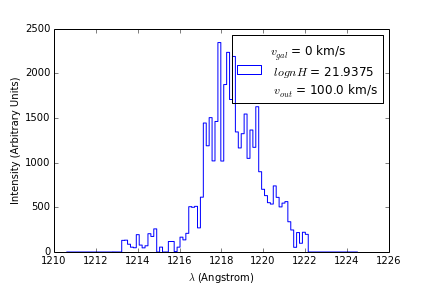 2500
2000
1500
1000
500
0
Intensity (Arbitrary Units)
v_gal = 0 km/s
lognH = 21.9375
v_out = 100.0 km/s
1210 1212 1214 1216 1218 1220 1222 1224 1226
λ (Angstrom)